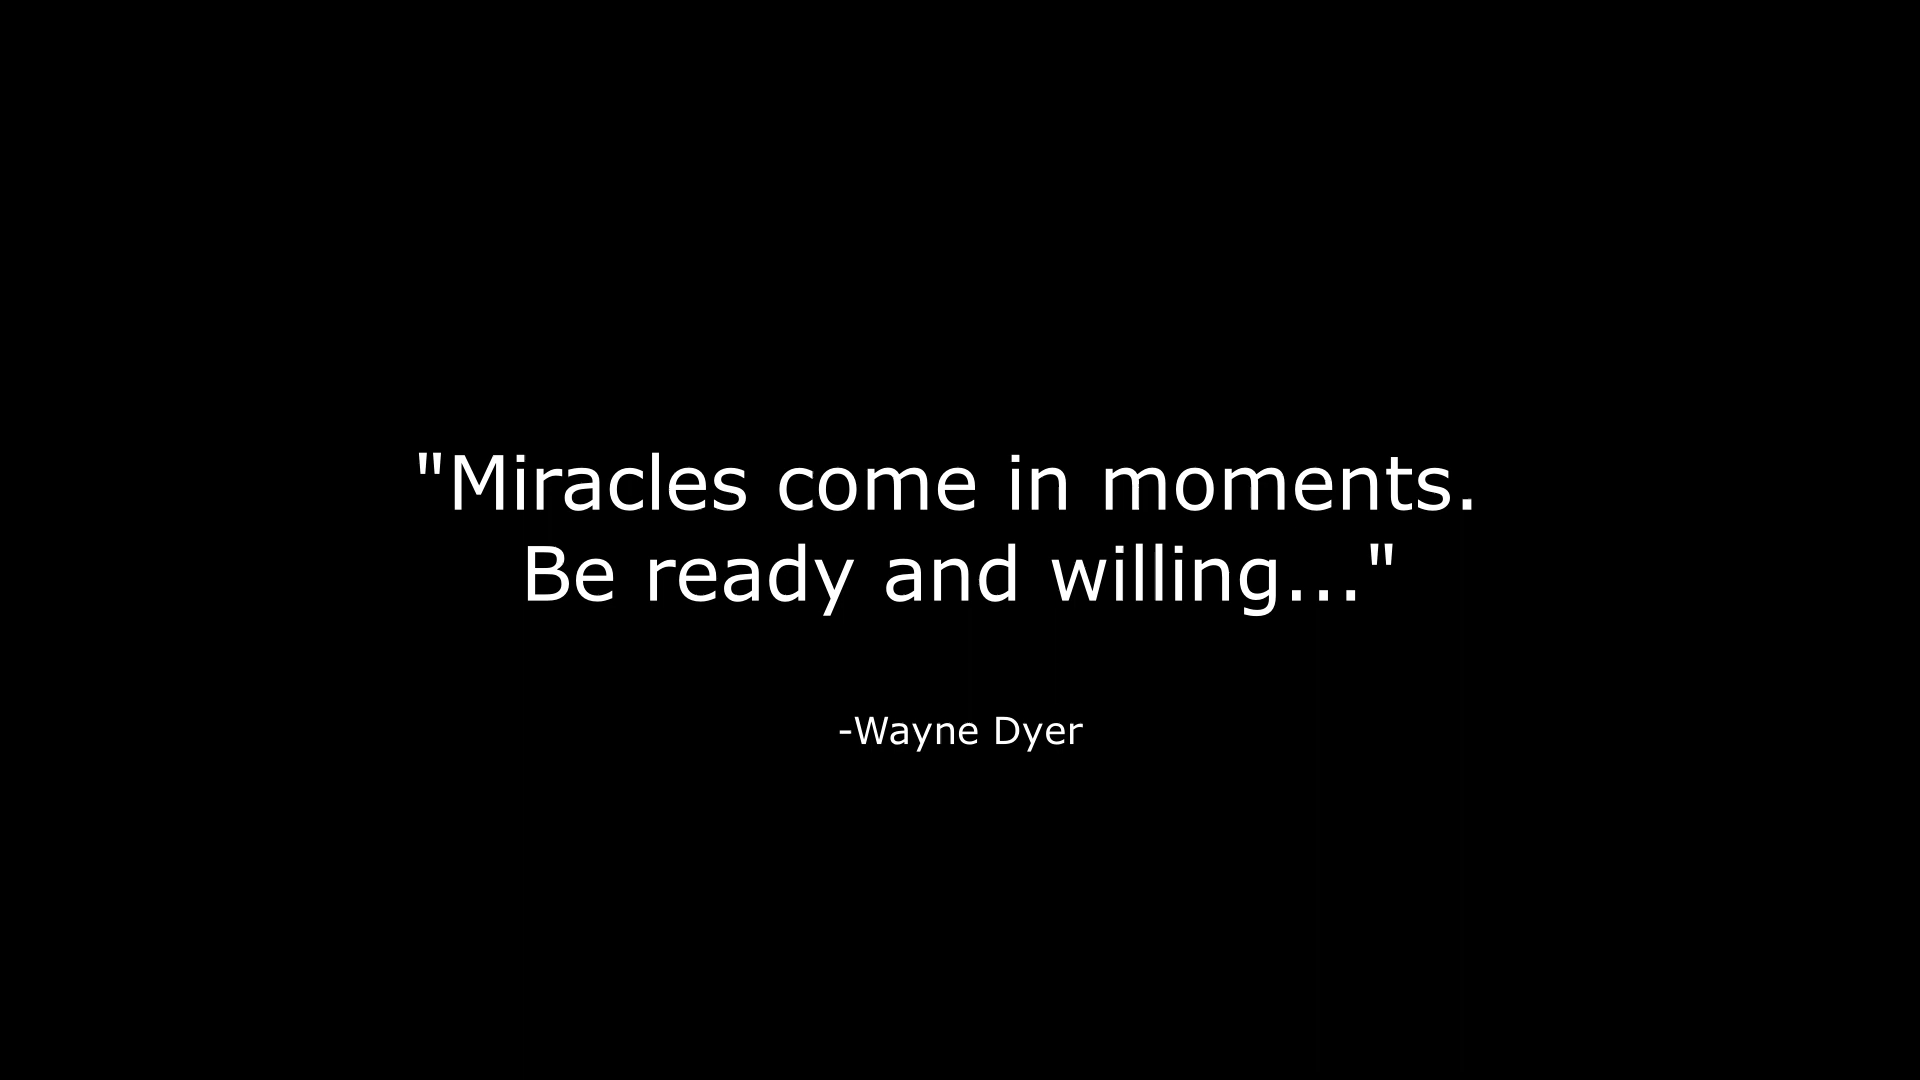 "Miracles come in moments.
Be ready and willing..."
-Wayne Dyer